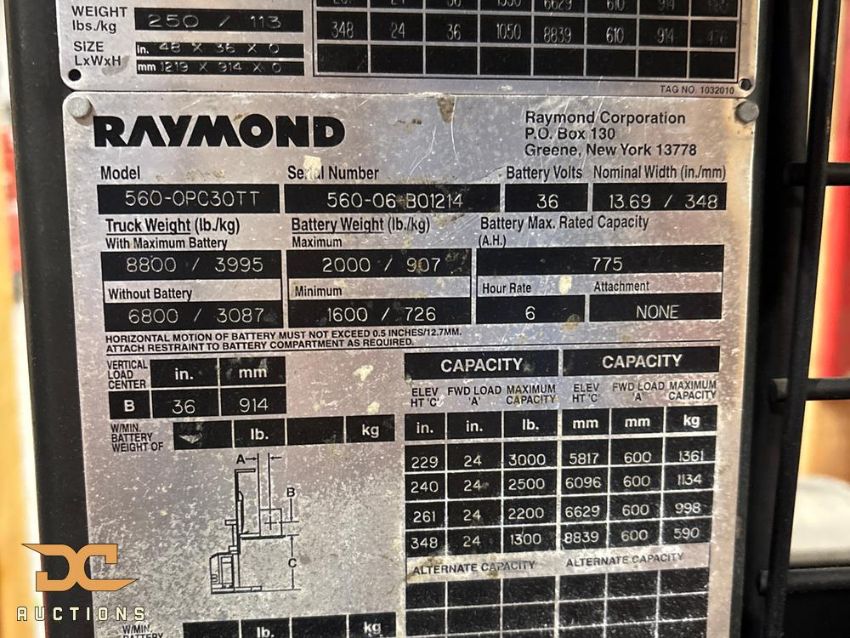 WEIGHT lbs./kg 250 / 113
348 24 36 1050 8839 610 914
SIZE LxWxH in. 48 X 36 X 0
mm 1219 X 914 X 0
TAG NO. 1032010
RAYMOND
Raymond Corporation
P.O. Box 130
Greene, New York 13778
Model Serial Number Battery Volts Nominal Width (in./mm)
560-OPC30TT 560-06 B01214 36 13.69 / 348
Truck Weight (lb./kg) Battery Weight (lb./kg) Battery Max. Rated Capacity
With Maximum Battery Maximum (A.H.)
8800 / 3995 2000 / 907 775
Without Battery Minimum Hour Rate Attachment
6800 / 3087 1600 / 726 6 NONE
HORIZONTAL MOTION OF BATTERY MUST NOT EXCEED 0.5 INCHES/12.7MM.
ATTACH RESTRAINT TO BATTERY COMPARTMENT AS REQUIRED.
VERTICAL LOAD CENTER in. mm
B 36 914
W/MIN. BATTERY WEIGHT OF lb. kg
A
B
C
CAPACITY CAPACITY
ELEV HT 'C' FWD LOAD 'A' MAXIMUM CAPACITY ELEV HT 'C' FWD LOAD 'A' MAXIMUM CAPACITY
in. in. lb. mm mm kg
229 24 3000 5817 600 1361
240 24 2500 6096 600 1134
261 24 2200 6629 600 998
348 24 1300 8839 600 590
ALTERNATE CAPACITY ALTERNATE CAPACITY
W/MIN. lb. kg
DC
AUCTIONS